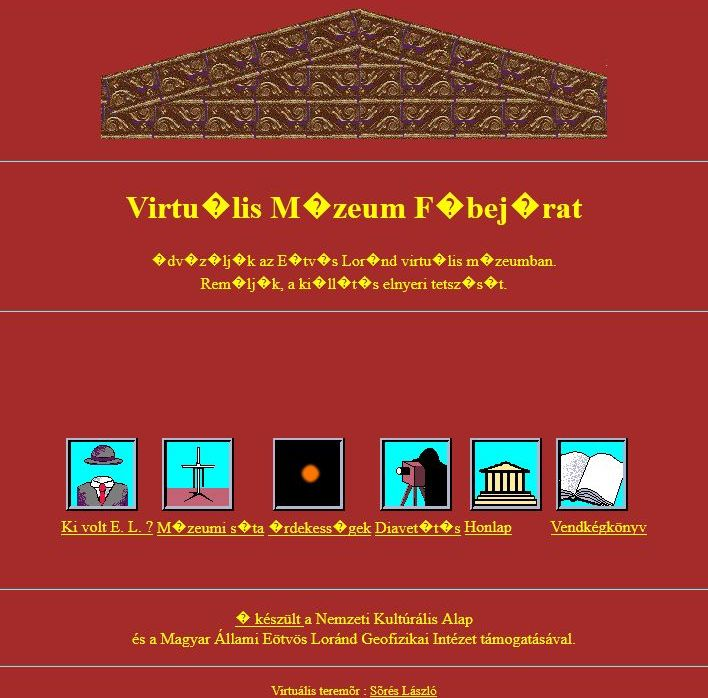 Virtu�lis M�zeum F�bej�rat
�dv�z�lj�k az E�tv�s Lor�nd virtu�lis m�zeumban.
Rem�lj�k, a ki�ll�t�s elnyeri tetsz�s�t.
Ki volt E. L. ? M�zeumi s�ta �rdekess�gek Diavet�t�s Honlap Vendkégkönyv
� készült a Nemzeti Kultúrális Alap
és a Magyar Állami Eötvös Loránd Geofizikai Intézet támogatásával.
Virtuális teremõr : Sõrés László